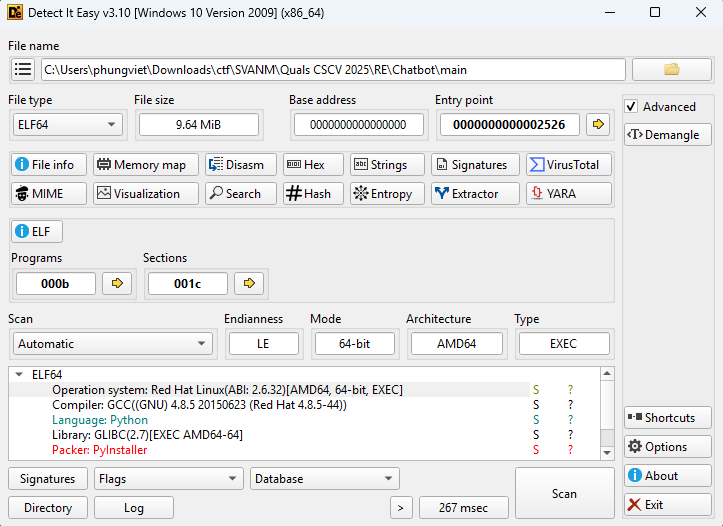 Detect It Easy v3.10 [Windows 10 Version 2009] (x86_64)
File name
C:\Users\phungviet\Downloads\ctf\SVANM\Quals CSCV 2025\RE\Chatbot\main
File type File size Base address Entry point
ELF64 9.64 MiB 0000000000000000 0000000000002526
Advanced
Demangle
File info Memory map Disasm Hex Strings Signatures VirusTotal
MIME Visualization Search Hash Entropy Extractor YARA
ELF
Programs Sections
000b 001c
Scan Endianness Mode Architecture Type
Automatic LE 64-bit AMD64 EXEC
ELF64
Operation system: Red Hat Linux(ABI: 2.6.32)[AMD64, 64-bit, EXEC] S ?
Compiler: GCC((GNU) 4.8.5 20150623 (Red Hat 4.8.5-44)) S ?
Language: Python S ?
Library: GLIBC(2.7)[EXEC AMD64-64] S ?
Packer: PyInstaller S ?
Shortcuts
Options
About
Exit
Signatures Flags Database Scan
Directory Log > 267 msec